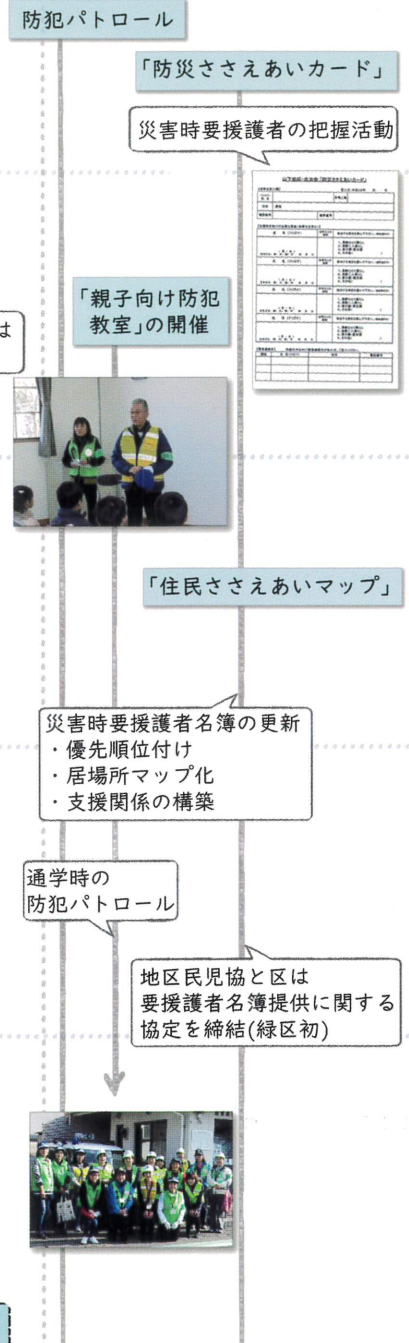 防犯パトロール
「防災ささえあいカード」
災害時要援護者の把握活動
「親子向け防犯
教室」の開催
は
「住民ささえあいマップ」
災害時要援護者名簿の更新
・優先順位付け
・居場所マップ化
・支援関係の構築
通学時の
防犯パトロール
地区民児協と区は
要援護者名簿提供に関する
協定を締結(緑区初)